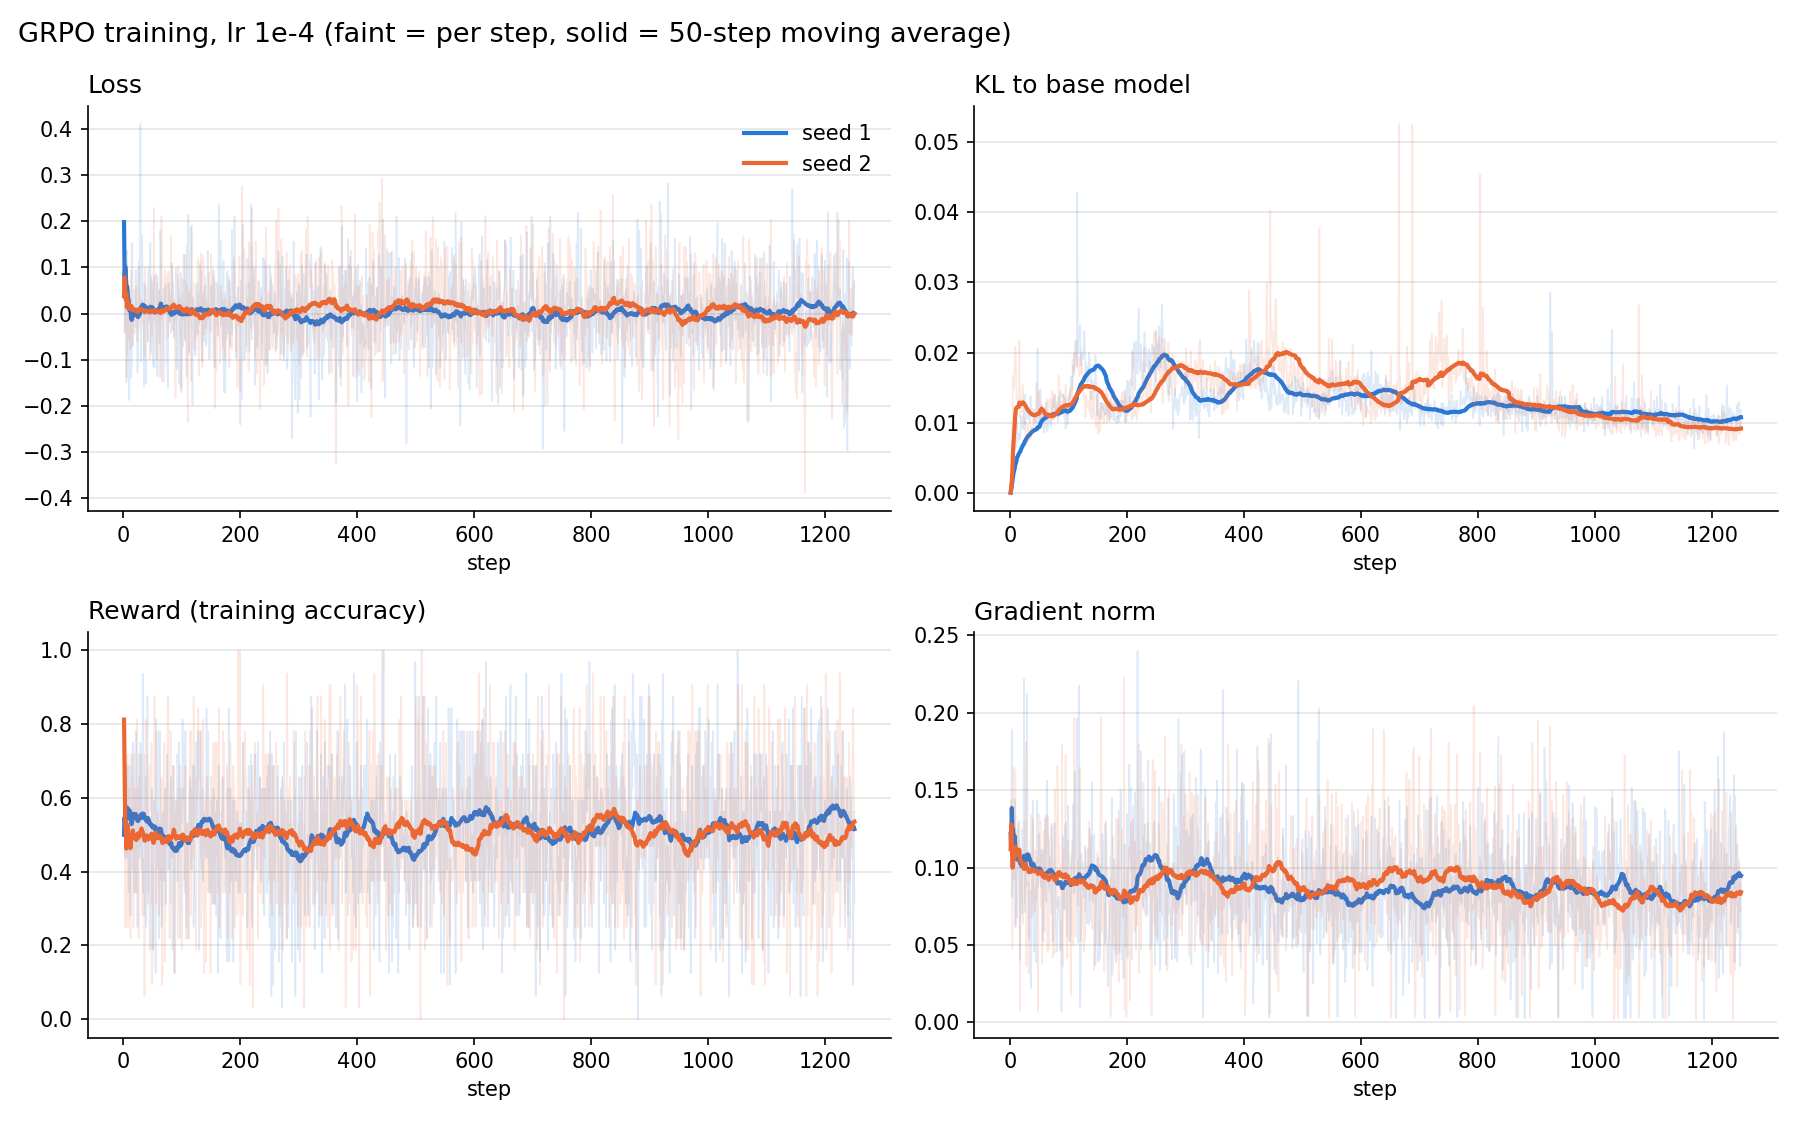 GRPO training, lr 1e-4 (faint = per step, solid = 50-step moving average)
Loss
0.4
0.3
0.2
0.1
0.0
−0.1
−0.2
−0.3
−0.4
0 200 400 600 800 1000 1200
step
seed 1
seed 2
KL to base model
0.05
0.04
0.03
0.02
0.01
0.00
0 200 400 600 800 1000 1200
step
Reward (training accuracy)
1.0
0.8
0.6
0.4
0.2
0.0
0 200 400 600 800 1000 1200
step
Gradient norm
0.25
0.20
0.15
0.10
0.05
0.00
0 200 400 600 800 1000 1200
step